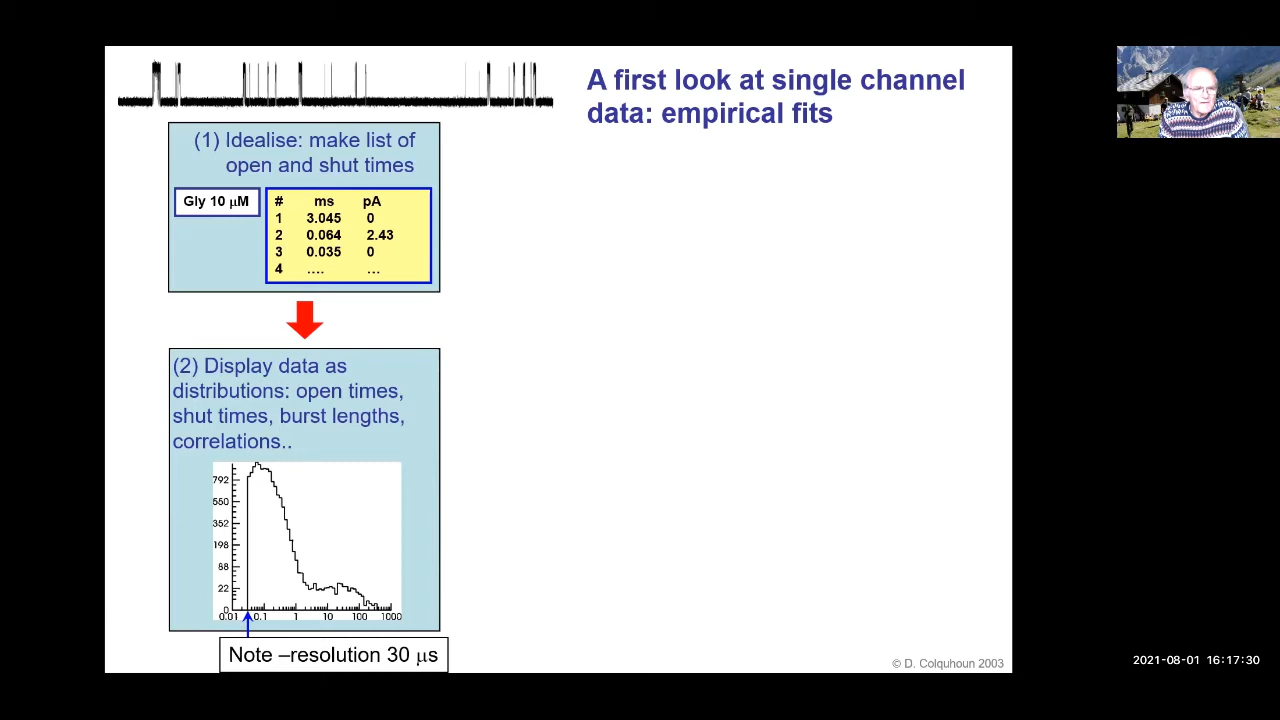 A first look at single channel
data: empirical fits
(1) Idealise: make list of
open and shut times
Gly 10 μM
# ms pA
1 3.045 0
2 0.064 2.43
3 0.035 0
4 .... ...
(2) Display data as
distributions: open times,
shut times, burst lengths,
correlations..
792
550
352
198
88
22
0
0.01 0.1 1 10 100 1000
Note –resolution 30 μs
© D. Colquhoun 2003
2021-08-01 16:17:30